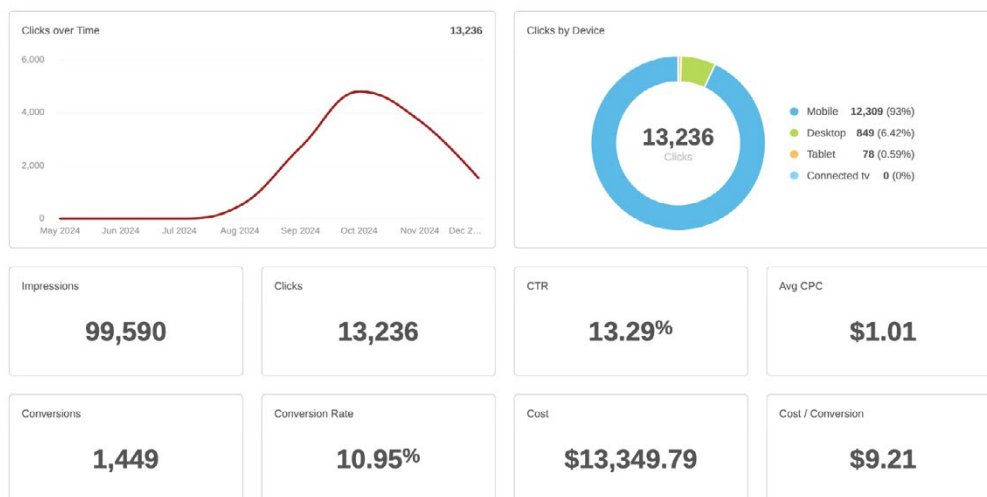 Clicks over Time 13,236
6,000
4,000
2,000
0
May 2024 Jun 2024 Jul 2024 Aug 2024 Sep 2024 Oct 2024 Nov 2024 Dec 2...
Clicks by Device
13,236
Clicks
Mobile 12,309 (93%)
Desktop 849 (6.42%)
Tablet 78 (0.59%)
Connected tv 0 (0%)
Impressions
99,590
Clicks
13,236
CTR
13.29%
Avg CPC
$1.01
Conversions
1,449
Conversion Rate
10.95%
Cost
$13,349.79
Cost / Conversion
$9.21